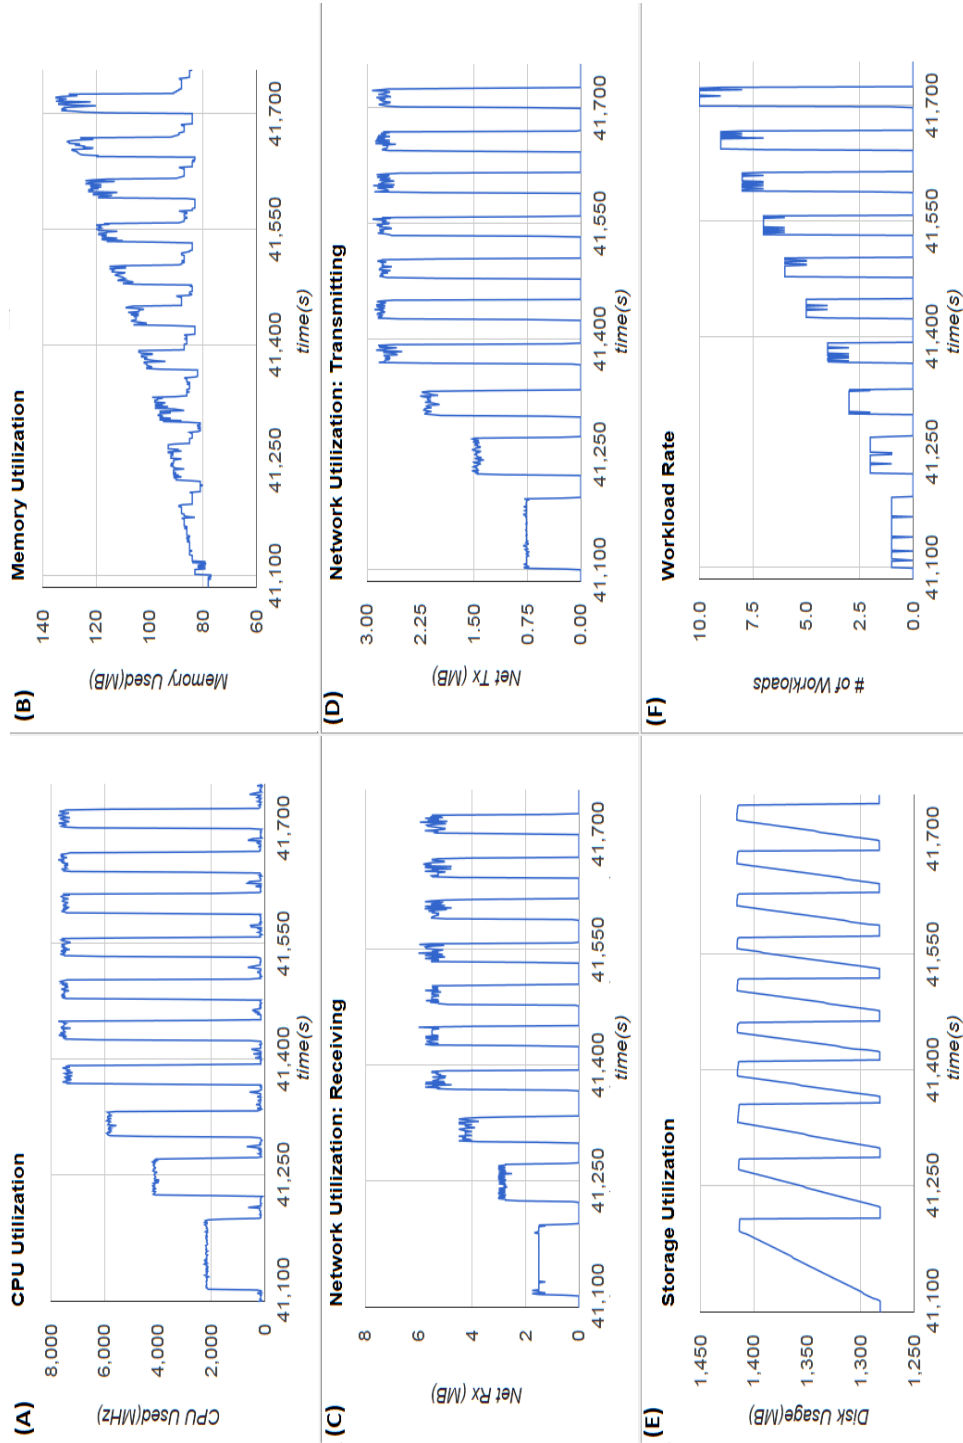 (A)
CPU Utilization
CPU Used(MHz)
8,000
6,000
4,000
2,000
0
41,100
41,250
41,400
41,550
41,700
time(s)
(B)
Memory Utilization
Memory Used(MB)
140
120
100
80
60
41,100
41,250
41,400
41,550
41,700
time(s)
(C)
Network Utilization: Receiving
Net Rx (MB)
8
6
4
2
0
41,100
41,250
41,400
41,550
41,700
time(s)
(D)
Network Utilization: Transmitting
Net Tx (MB)
3.00
2.25
1.50
0.75
0.00
41,100
41,250
41,400
41,550
41,700
time(s)
(E)
Storage Utilization
Disk Usage(MB)
1,450
1,400
1,350
1,300
1,250
41,100
41,250
41,400
41,550
41,700
time(s)
(F)
Workload Rate
# of Workloads
10.0
7.5
5.0
2.5
0.0
41,100
41,250
41,400
41,550
41,700
time(s)